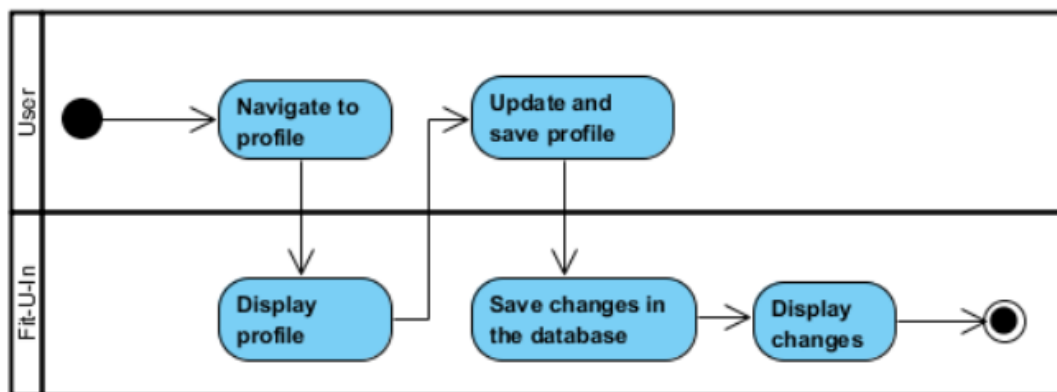 User
Navigate to
profile
Update and
save profile
Fit-U-In
Display
profile
Save changes in
the database
Display
changes